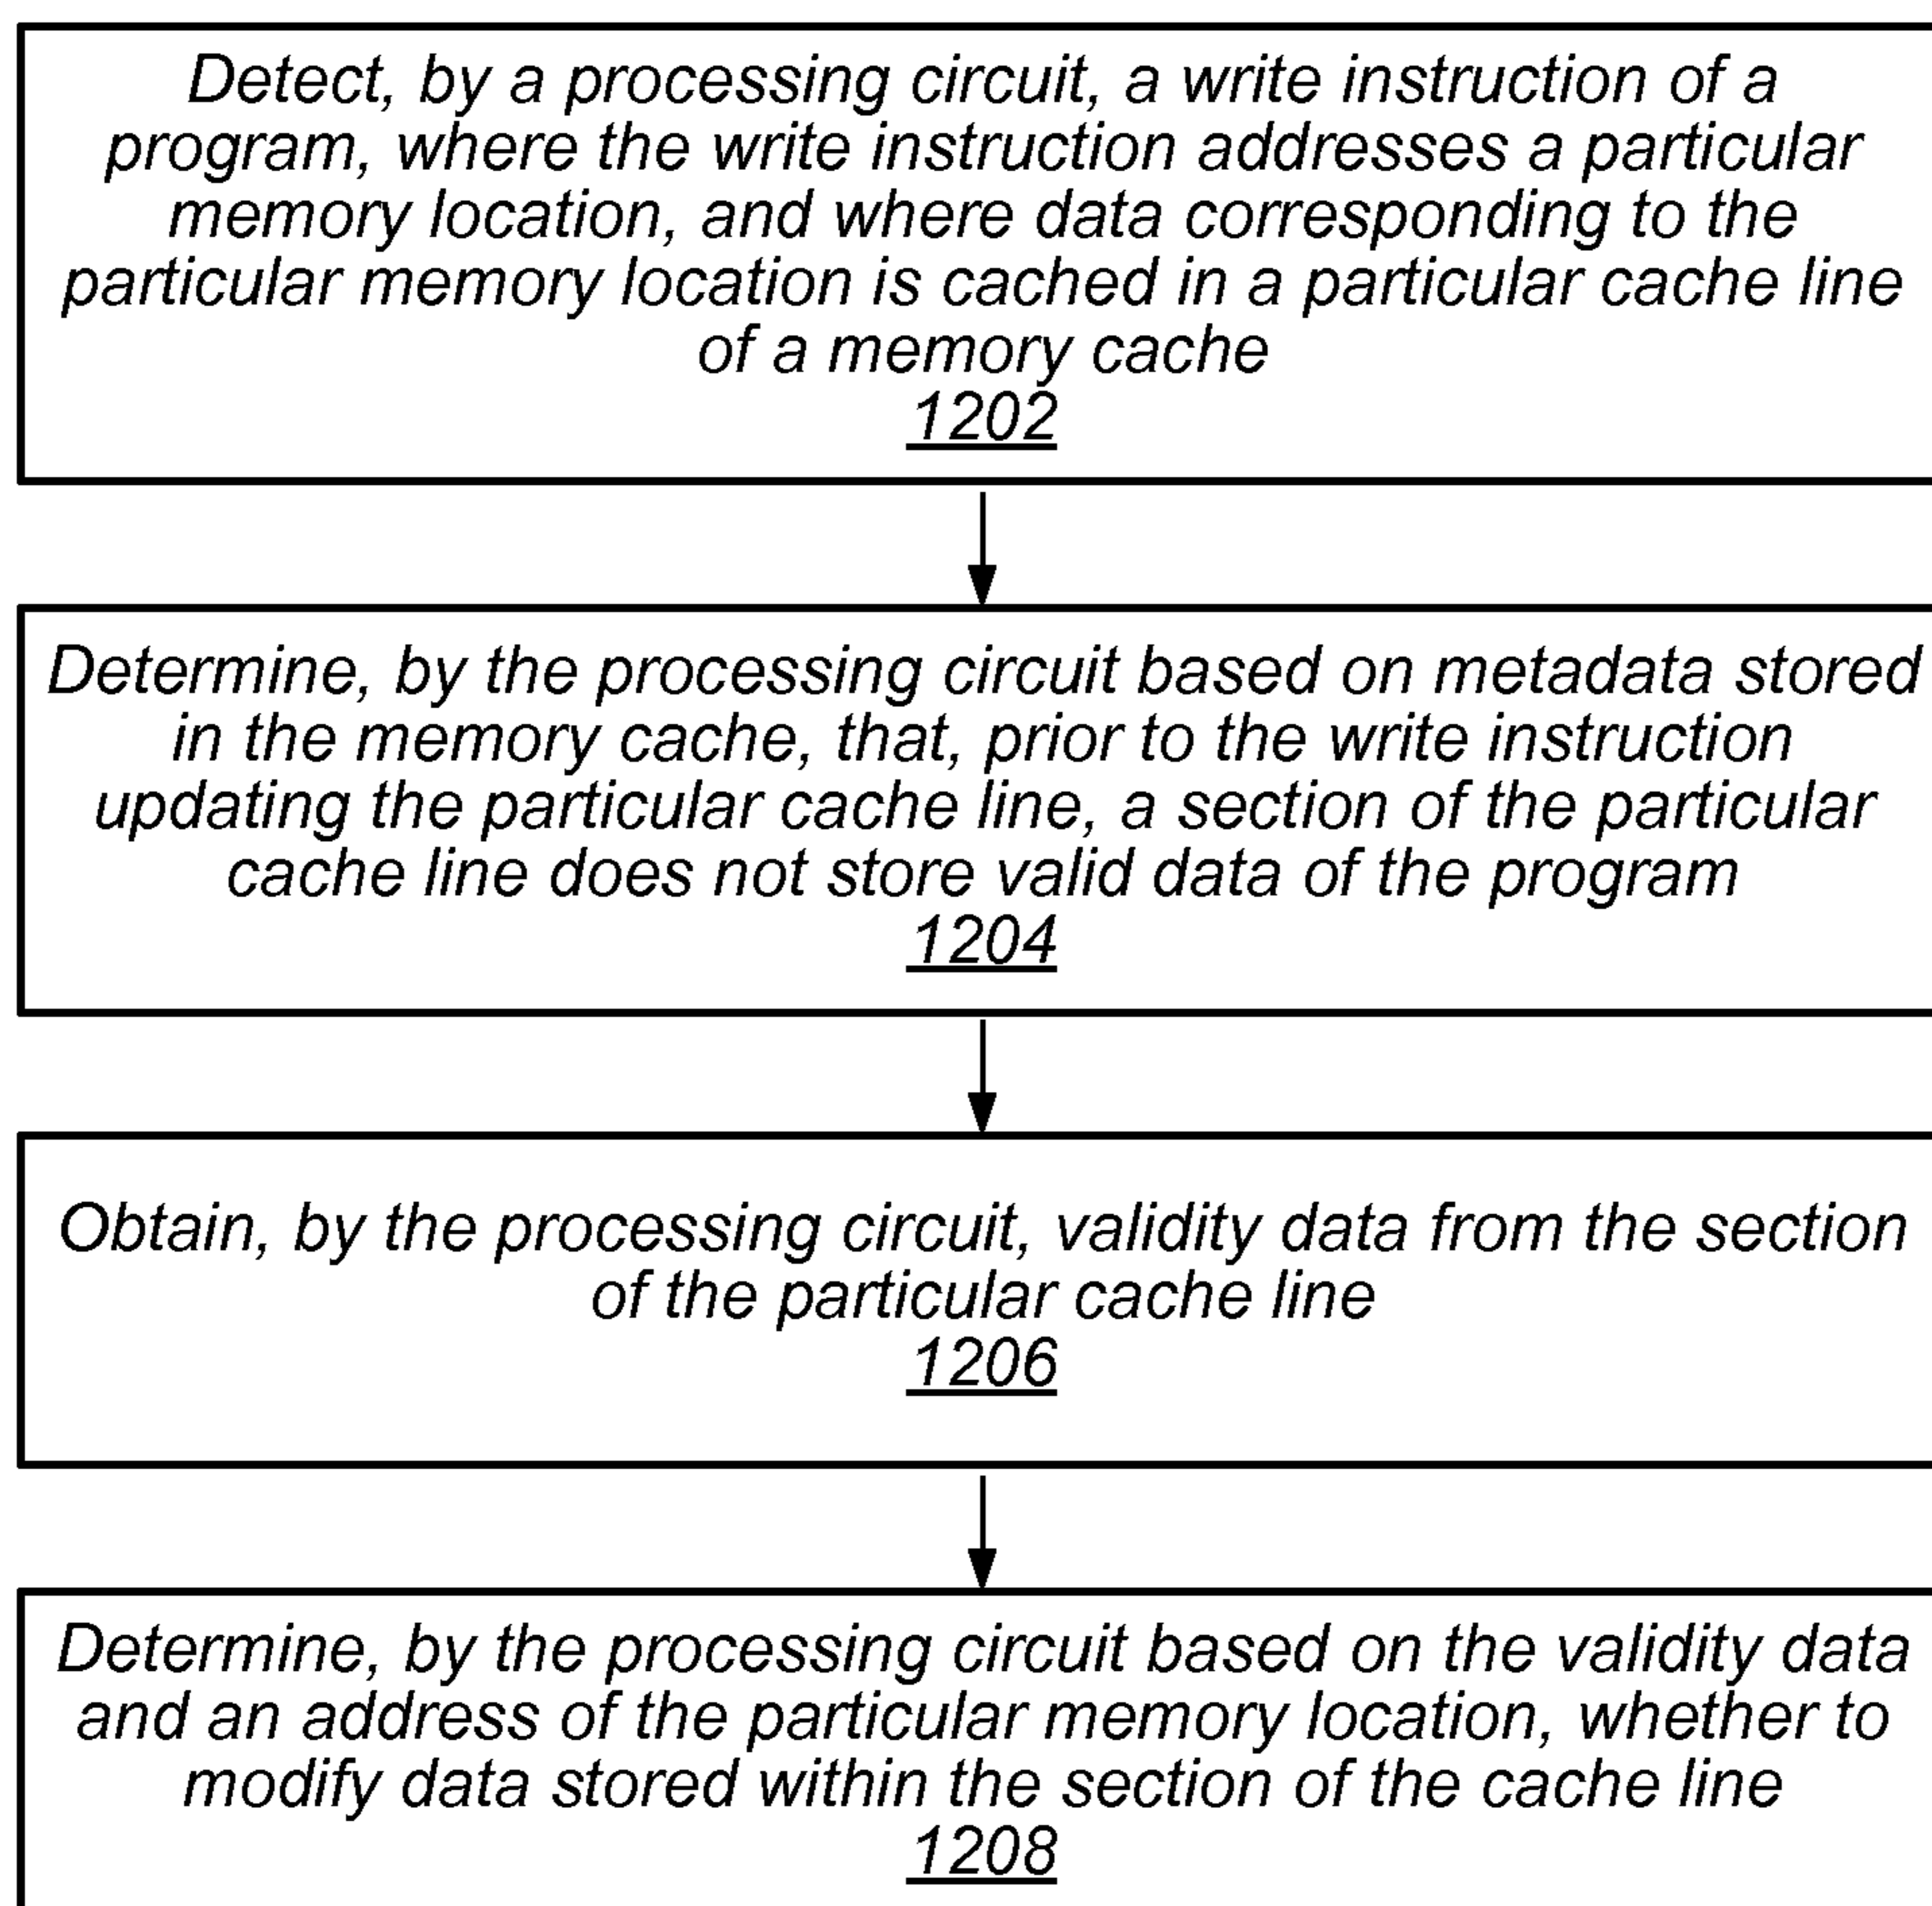 Detect, by a processing circuit, a write instruction of a
program, where the write instruction addresses a particular
memory location, and where data corresponding to the
particular memory location is cached in a particular cache line
of a memory cache
1202
Determine, by the processing circuit based on metadata stored
in the memory cache, that, prior to the write instruction
updating the particular cache line, a section of the particular
cache line does not store valid data of the program
1204
Obtain, by the processing circuit, validity data from the section
of the particular cache line
1206
Determine, by the processing circuit based on the validity data
and an address of the particular memory location, whether to
modify data stored within the section of the cache line
1208